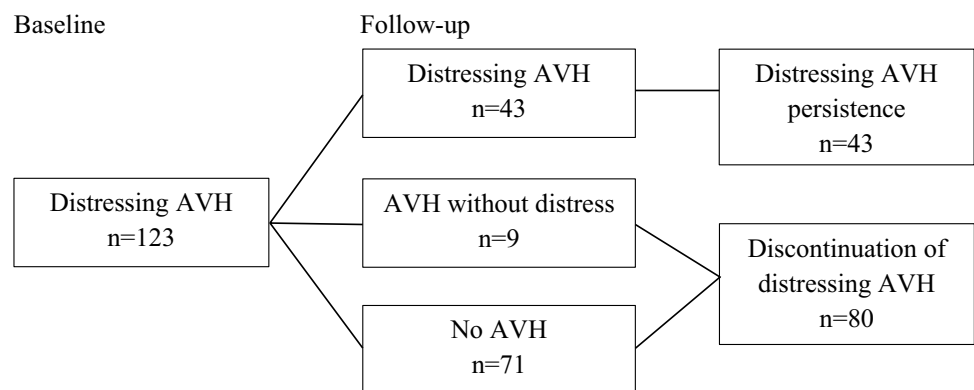 Baseline
Follow-up
Distressing AVH
n=123
Distressing AVH
n=43
AVH without distress
n=9
No AVH
n=71
Distressing AVH
persistence
n=43
Discontinuation of
distressing AVH
n=80